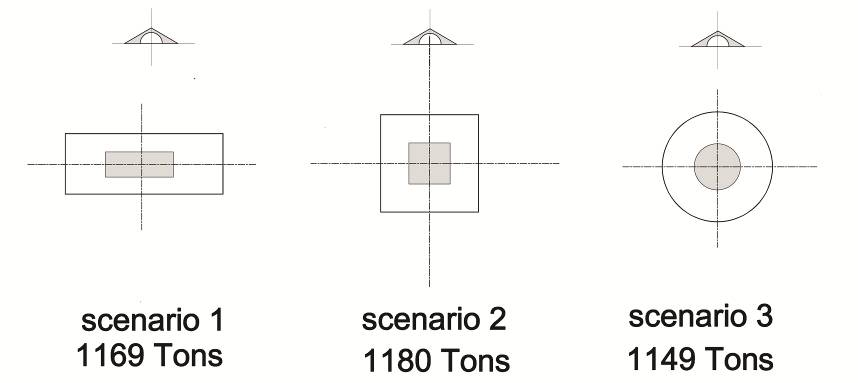 scenario 1
1169 Tons
scenario 2
1180 Tons
scenario 3
1149 Tons